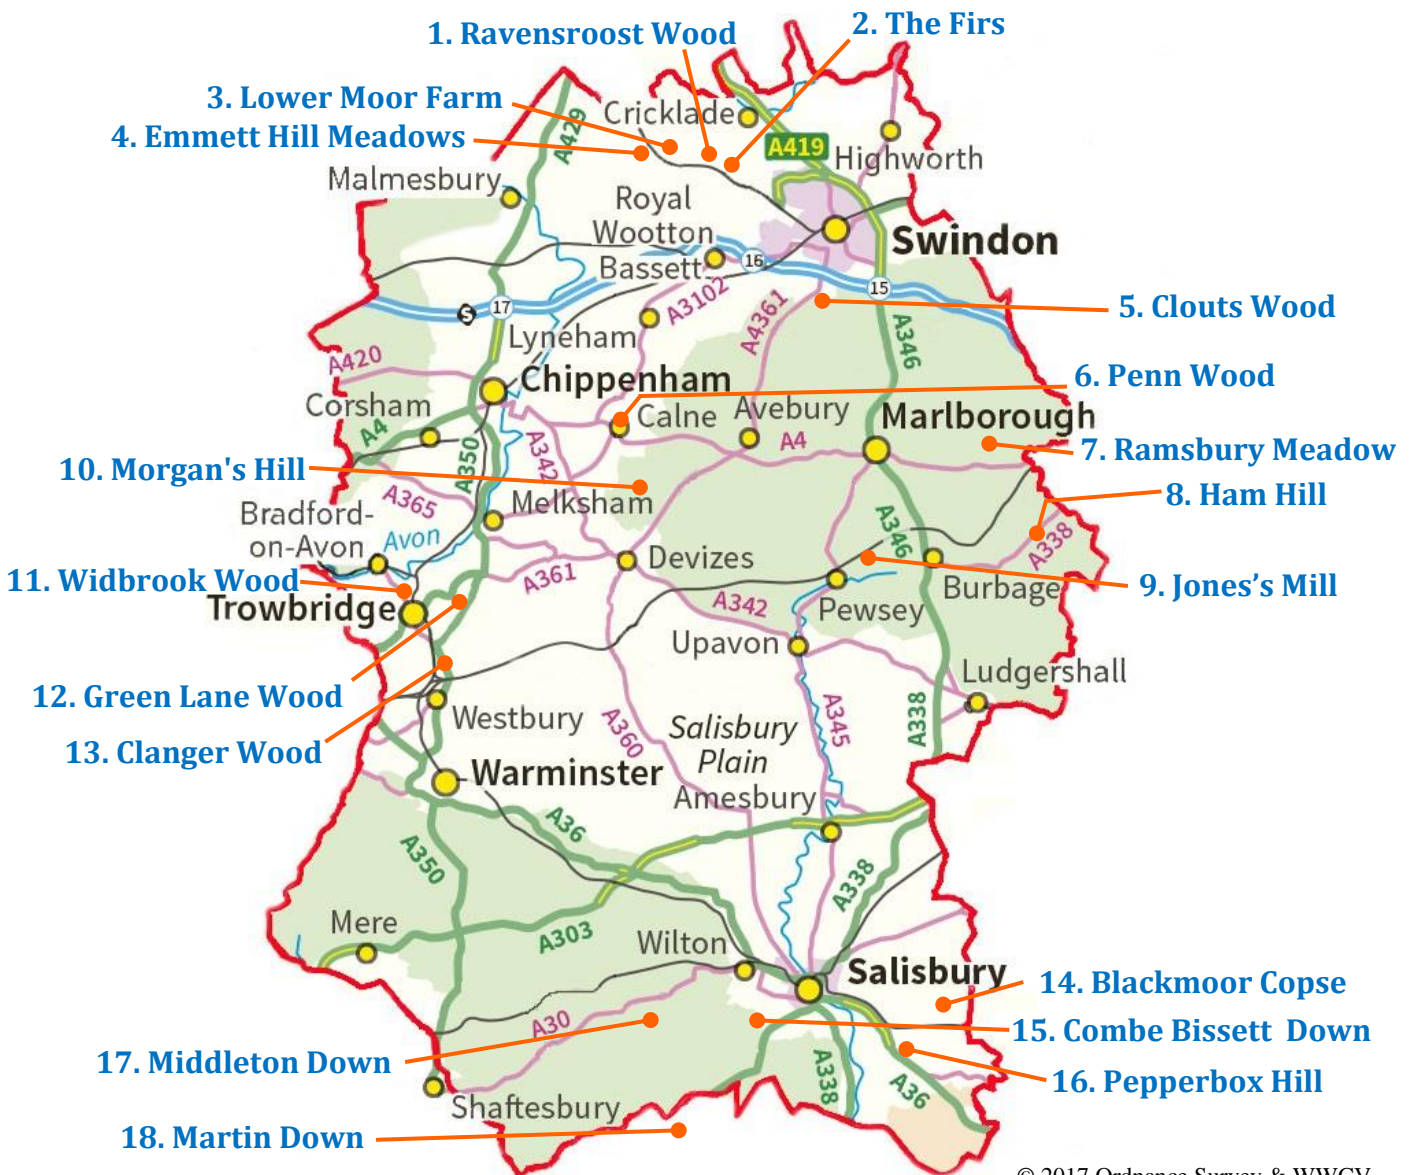 1. Ravensroost Wood
2. The Firs
3. Lower Moor Farm
4. Emmett Hill Meadows
Cricklade
A429
A419
Highworth
Malmesbury
Royal
Wootton
Bassett
Swindon
16
15
17
S
A3102
A4361
5. Clouts Wood
Lyneham
A346
A420
Chippenham
6. Penn Wood
Corsham
Calne
Avebury
Marlborough
A4
A350
A342
A4
7. Ramsbury Meadow
10. Morgan's Hill
A365
Melksham
8. Ham Hill
Bradford-
on-Avon
Avon
A346
A338
Devizes
11. Widbrook Wood
A361
Burbage
9. Jones’s Mill
Trowbridge
A342
Pewsey
Upavon
12. Green Lane Wood
Ludgershall
Westbury
A360
Salisbury
Plain
A345
A338
13. Clanger Wood
Warminster
Amesbury
A36
A350
A338
Mere
A303
Wilton
Salisbury
14. Blackmoor Copse
A30
15. Combe Bissett Down
17. Middleton Down
A338
A36
16. Pepperbox Hill
Shaftesbury
18. Martin Down
© 2017 Ordnance Survey & WWCV